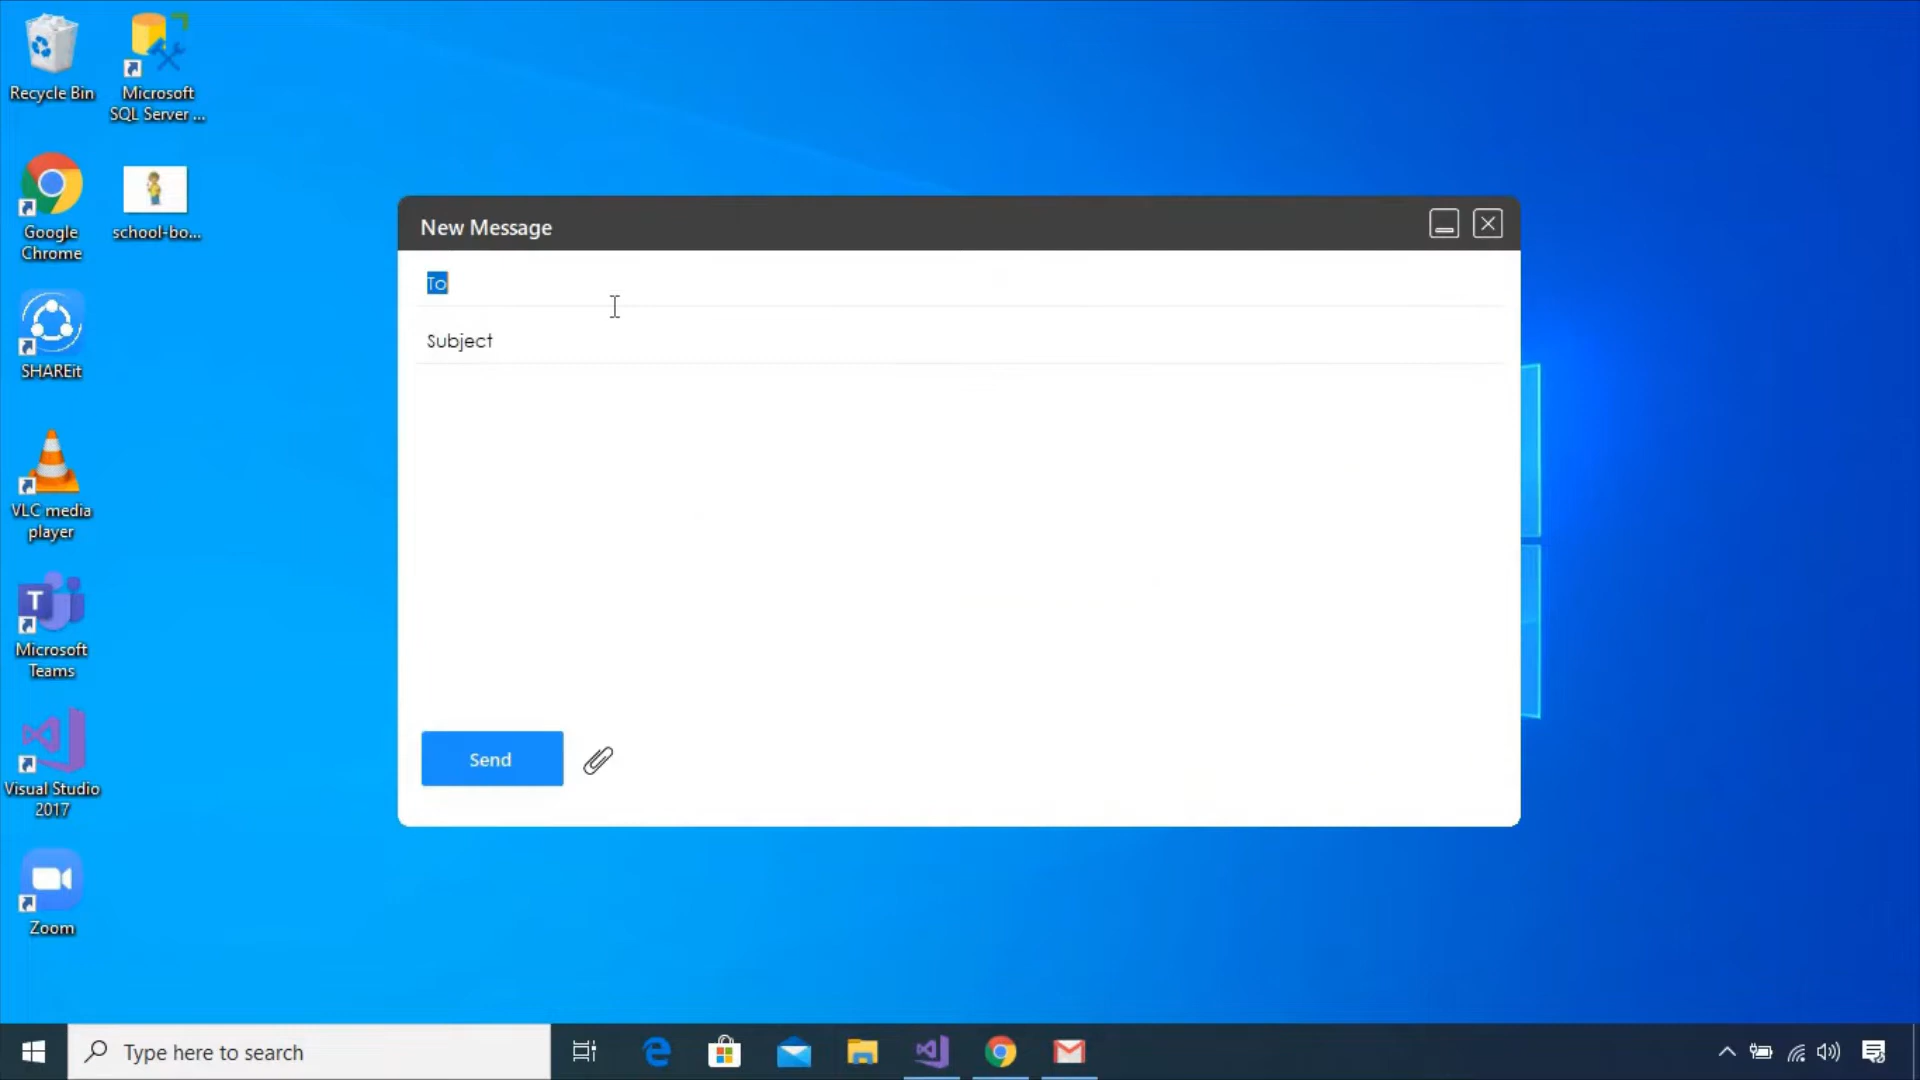 Recycle Bin
Microsoft
SQL Server ...
Google
Chrome
school-bo...
SHAREit
VLC media
player
Microsoft
Teams
Visual Studio
2017
Zoom
New Message
To
Subject
Send
Type here to search